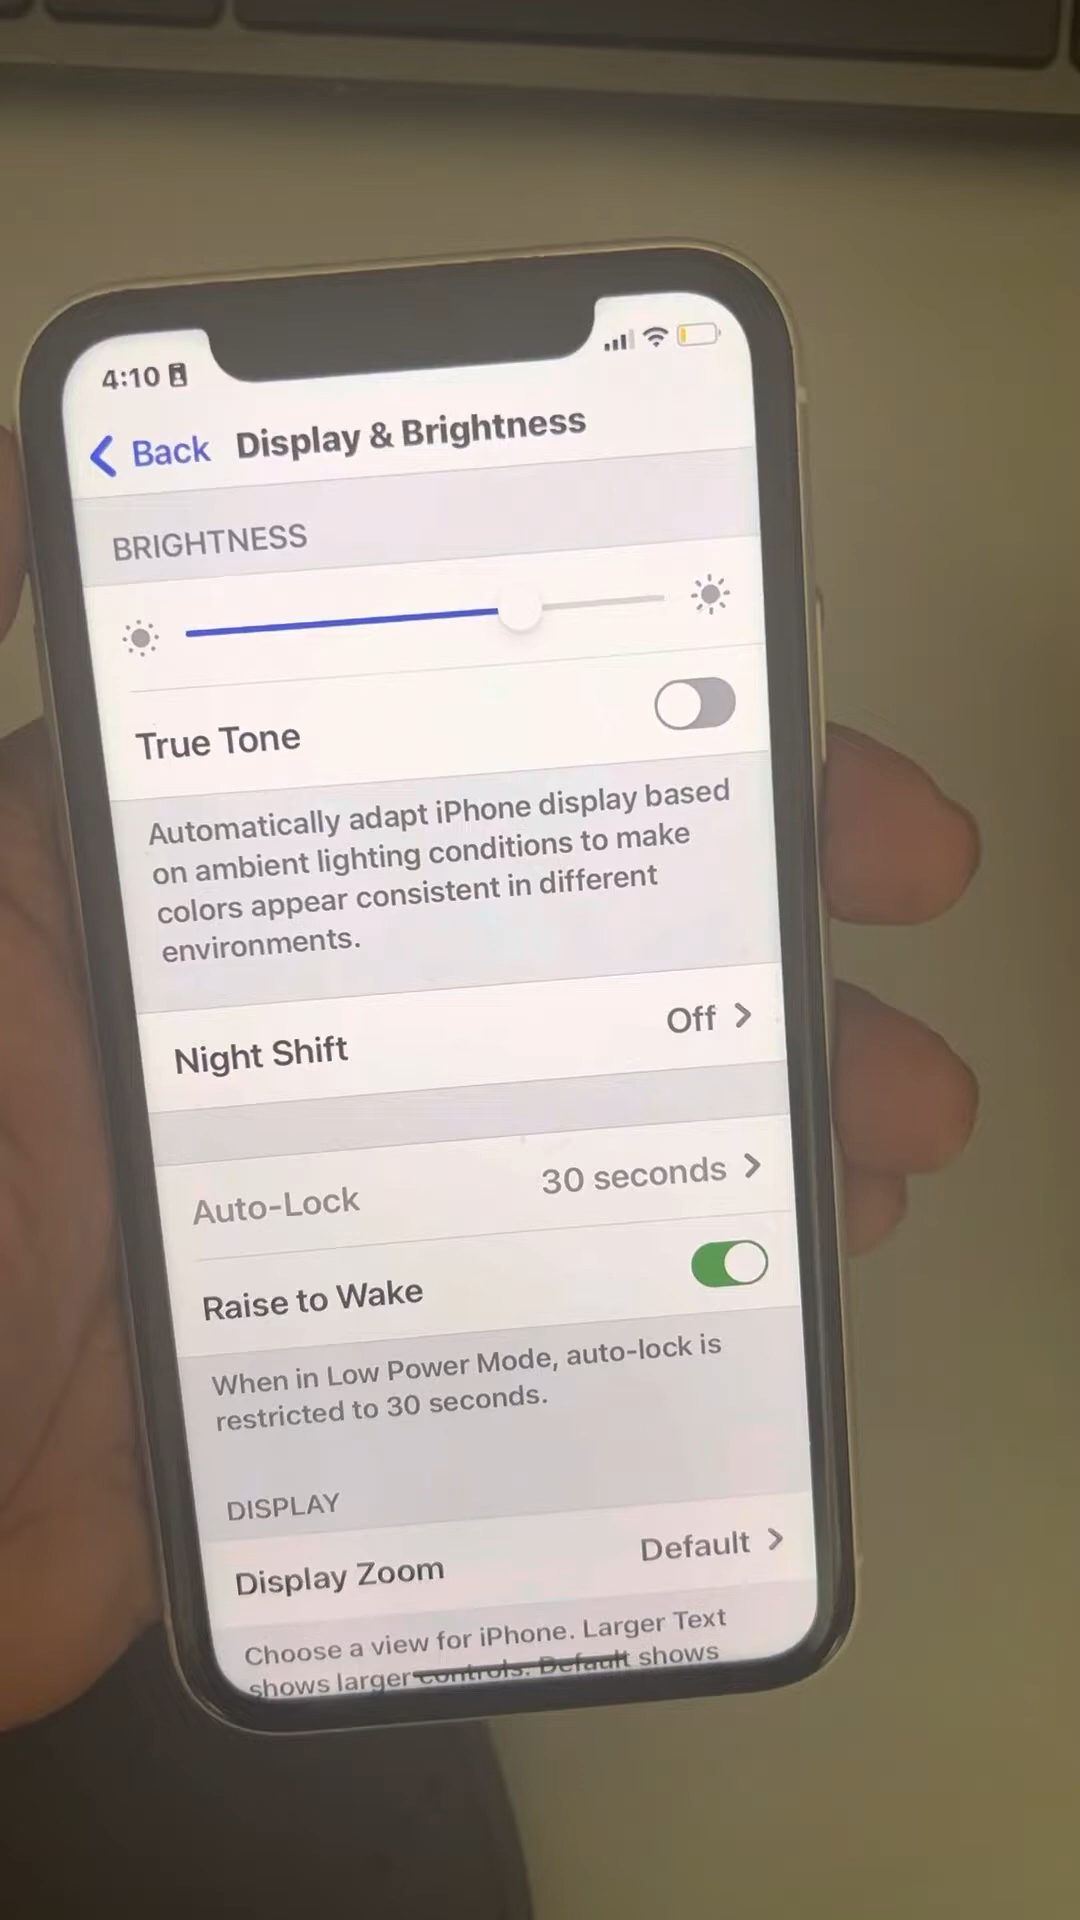 4:10
Back Display & Brightness
BRIGHTNESS
True Tone
Automatically adapt iPhone display based
on ambient lighting conditions to make
colors appear consistent in different
environments.
Night Shift Off
Auto-Lock 30 seconds
Raise to Wake
When in Low Power Mode, auto-lock is
restricted to 30 seconds.
DISPLAY
Display Zoom Default
Choose a view for iPhone. Larger Text
shows larger controls. Default shows